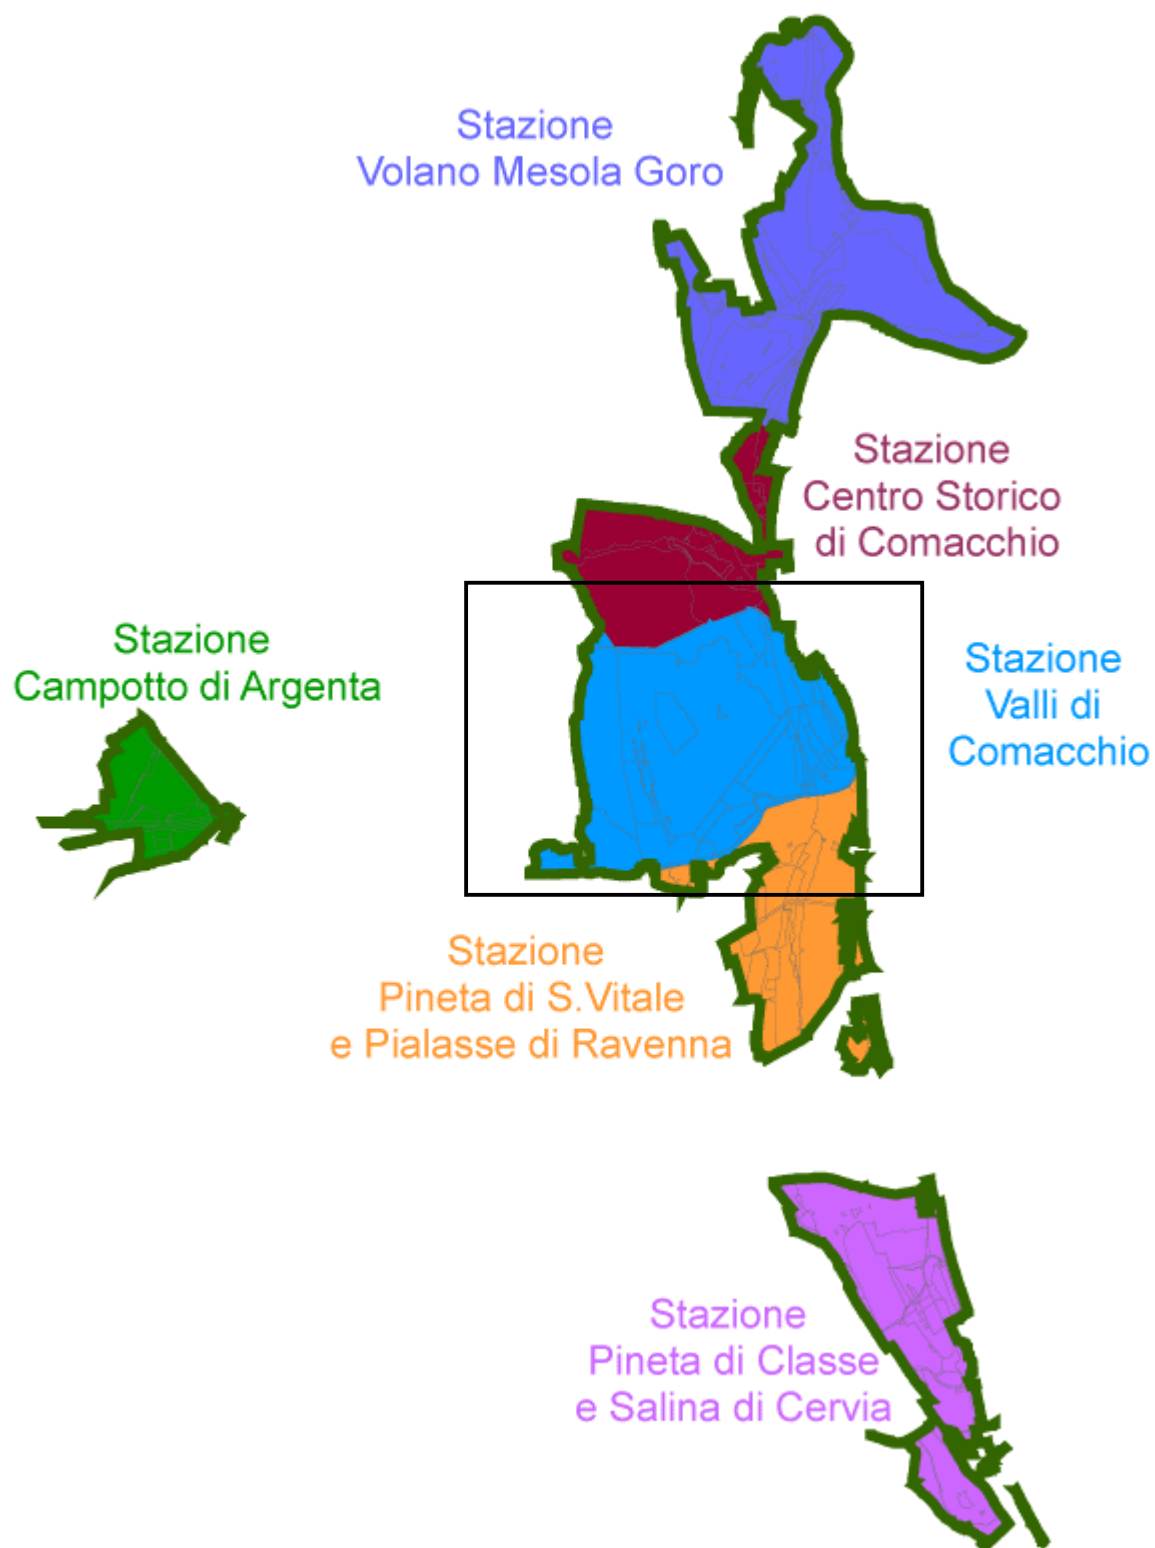 Stazione
Volano Mesola Goro
Stazione
Centro Storico
di Comacchio
Stazione
Campotto di Argenta
Stazione
Valli di
Comacchio
Stazione
Pineta di S.Vitale
e Pialasse di Ravenna
Stazione
Pineta di Classe
e Salina di Cervia